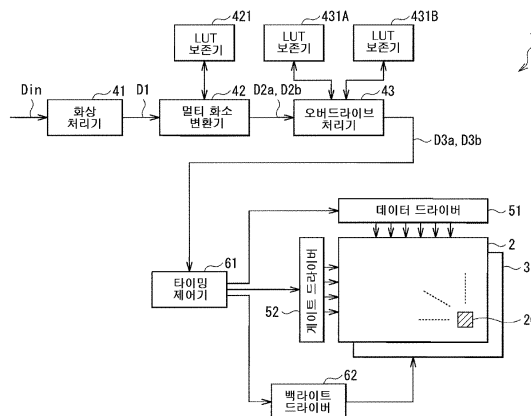 421
431A
431B
LUT
보존기
LUT
보존기
LUT
보존기
Din
41
D1
42
D2a, D2b
43
화상
처리기
멀티 화소
변환기
오버드라이브
처리기
D3a, D3b
51
데이터 드라이버
2
3
61
타이밍
제어기
게이트 드라이버
52
62
백라이트
드라이버